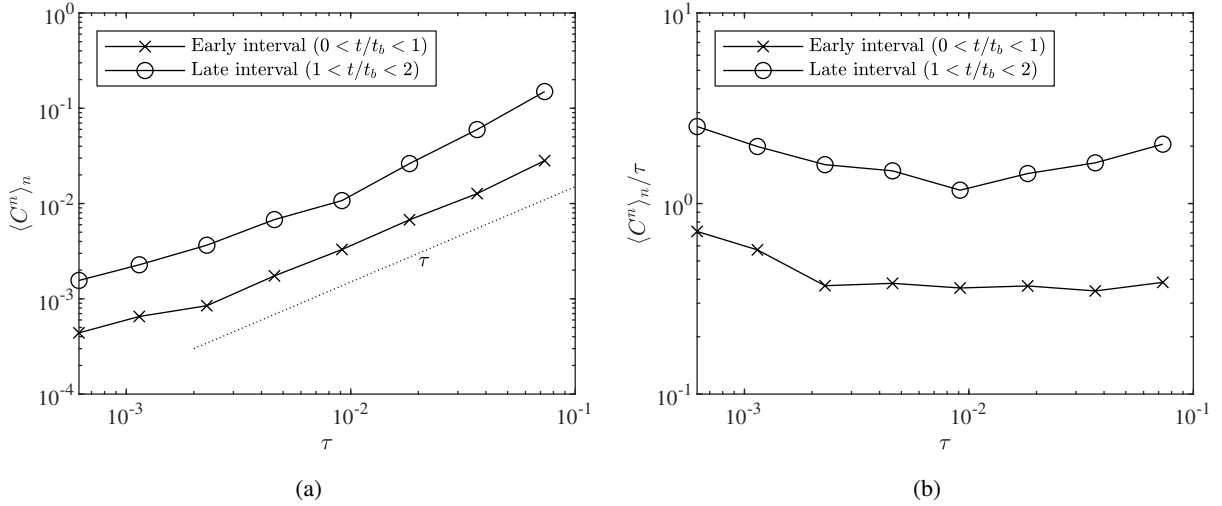 10^0
10^-1
10^-2
10^-3
10^-4
⟨C^n⟩_n
Early interval (0 < t/t_b < 1)
Late interval (1 < t/t_b < 2)
τ
10^-3
10^-2
10^-1
τ
(a)
10^1
10^0
10^-1
⟨C^n⟩_n/τ
Early interval (0 < t/t_b < 1)
Late interval (1 < t/t_b < 2)
10^-3
10^-2
10^-1
τ
(b)